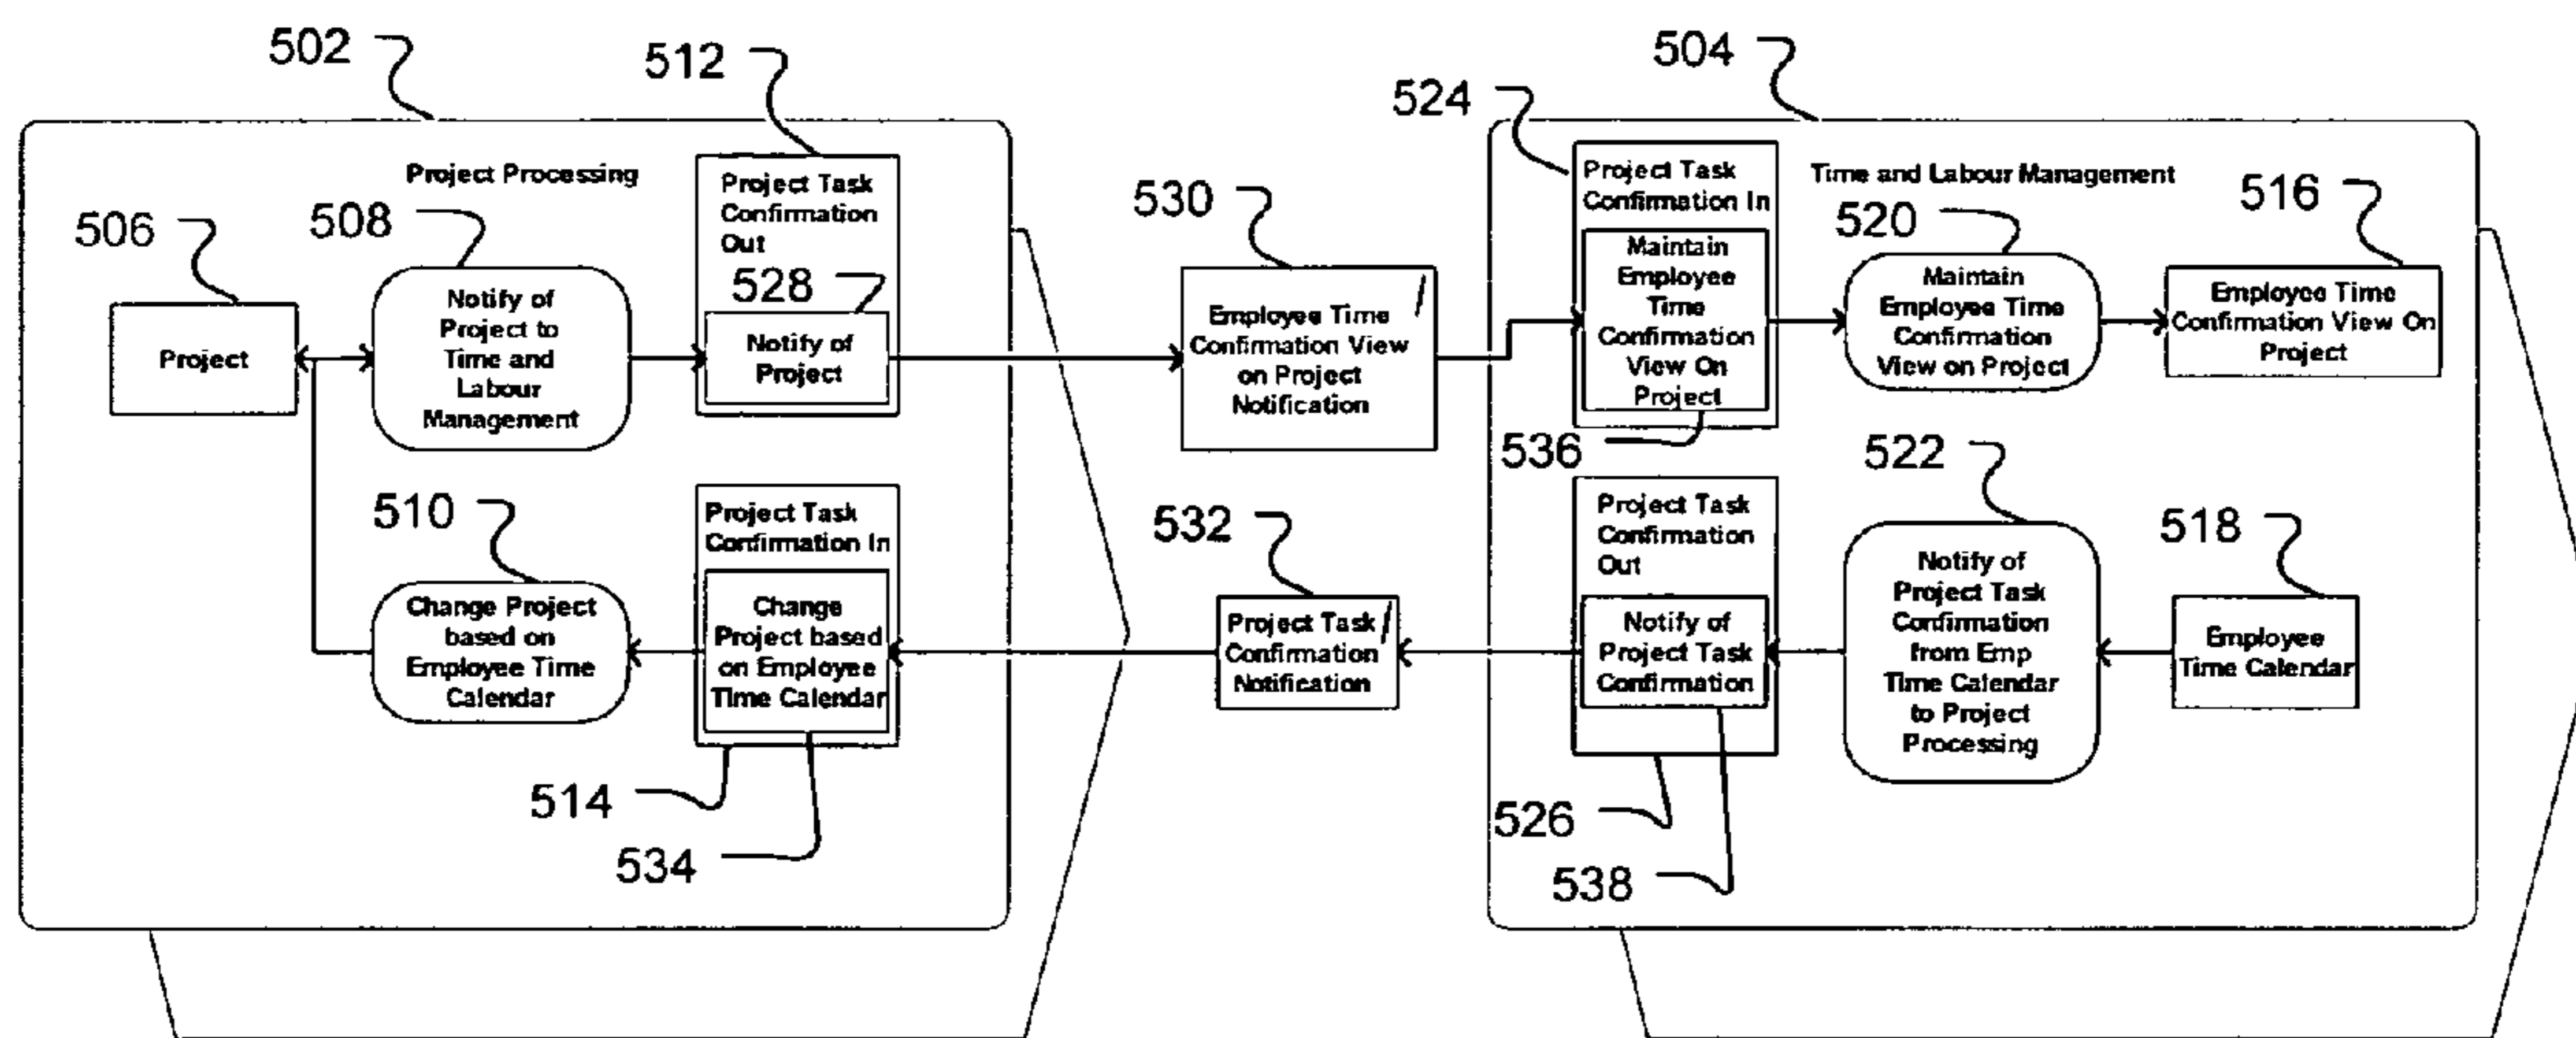 502
512
504
524
Project Processing
Project Task
Confirmation
Out
530
Project Task
Confirmation In
Time and Labour Management
516
506
508
528
520
Project
Notify of
Project to
Time and
Labour
Management
Notify of
Project
Employee Time
Confirmation View
on Project
Notification
Maintain
Employee
Time
Confirmation
View On
Project
Maintain
Employee Time
Confirmation
View on Project
Employee Time
Confirmation View On
Project
536
522
510
Project Task
Confirmation In
532
Project Task
Confirmation
Out
518
Change Project
based on
Employee Time
Calendar
Change
Project based
on Employee
Time Calendar
Project Task
Confirmation
Notification
Notify of
Project Task
Confirmation
Notify of
Project Task
Confirmation
from Emp
Time Calendar
to Project
Processing
Employee
Time Calendar
514
534
526
538